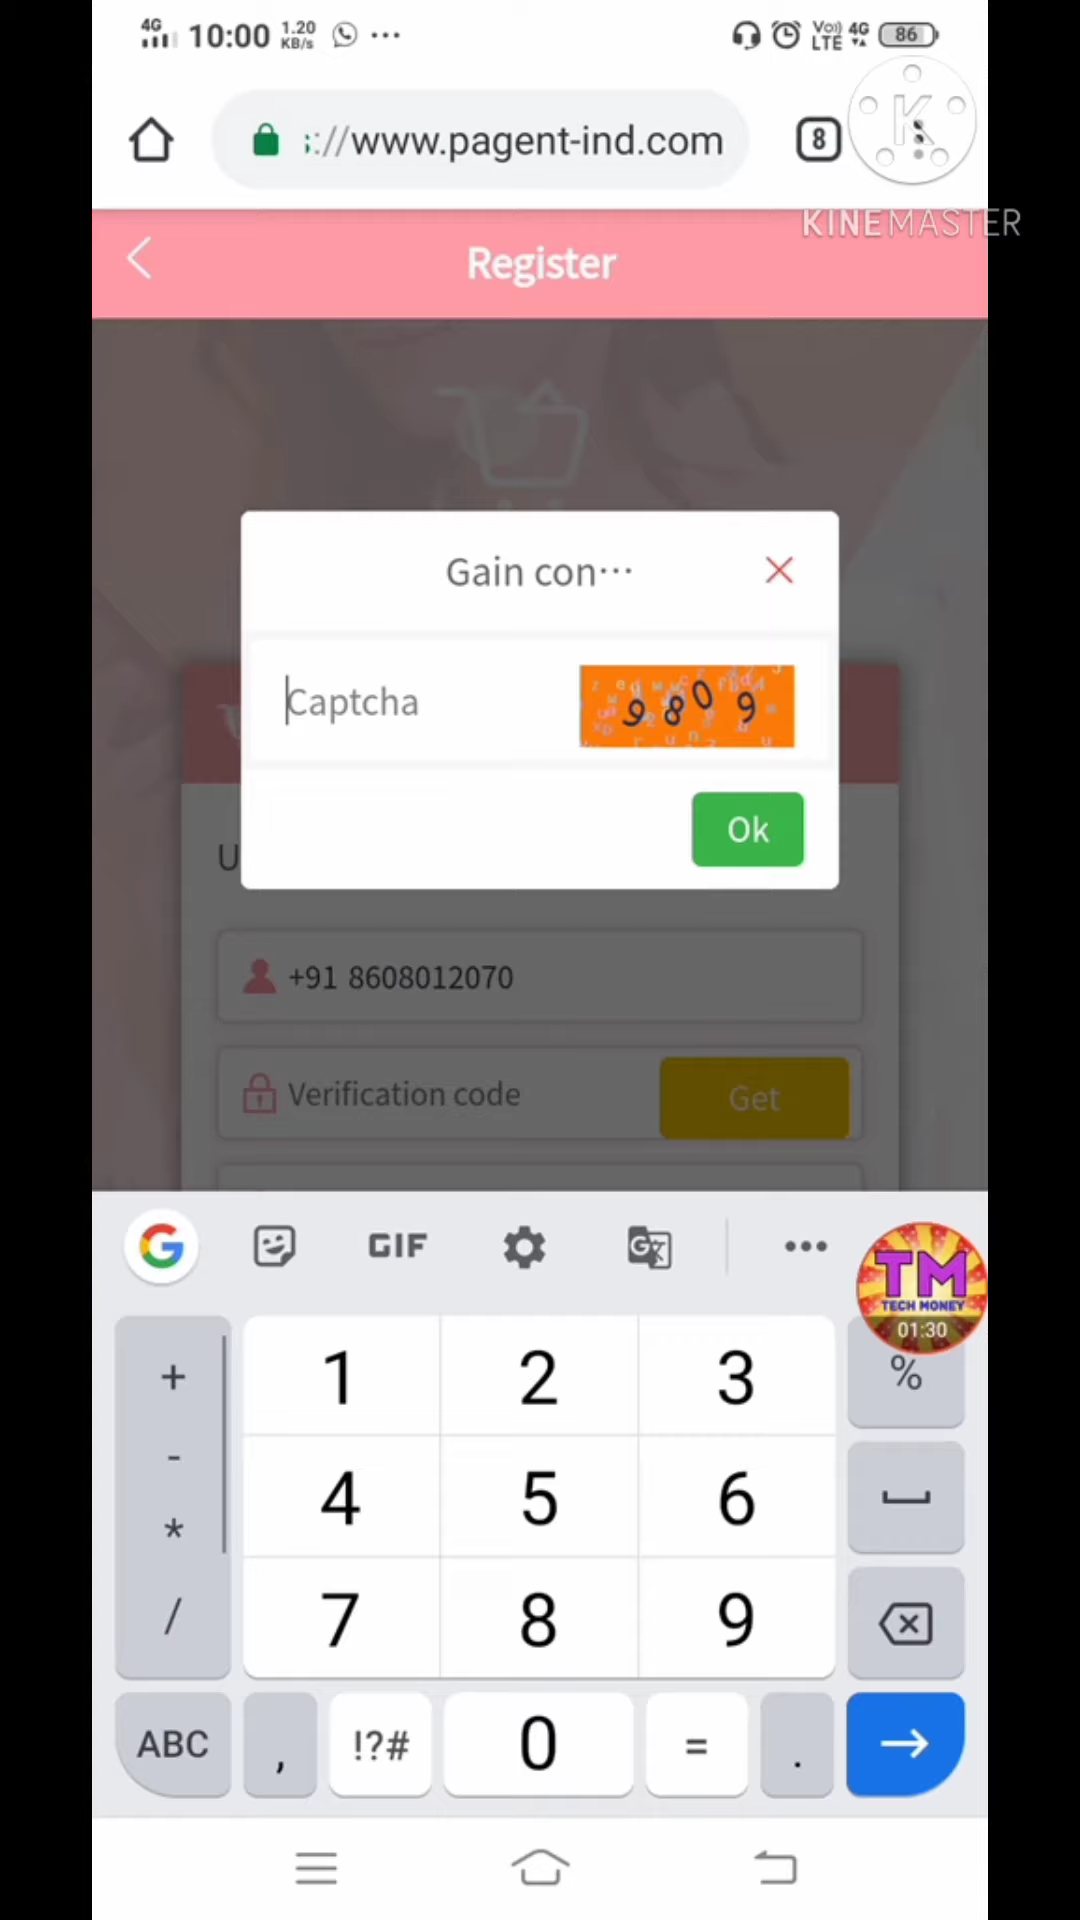 4G 10:00 1.20 KB/s ... Vo)) LTE 4G 86
://www.pagent-ind.com 8
K
KINEMASTER
Register
Gain con···
Captcha 9809
Ok
U
+91 8608012070
Verification code Get
G GIF G ...
TM
TECH MONEY
01:30
+ 1 2 3 %
- 4 5 6
*
/ 7 8 9
ABC , !?# 0 = .